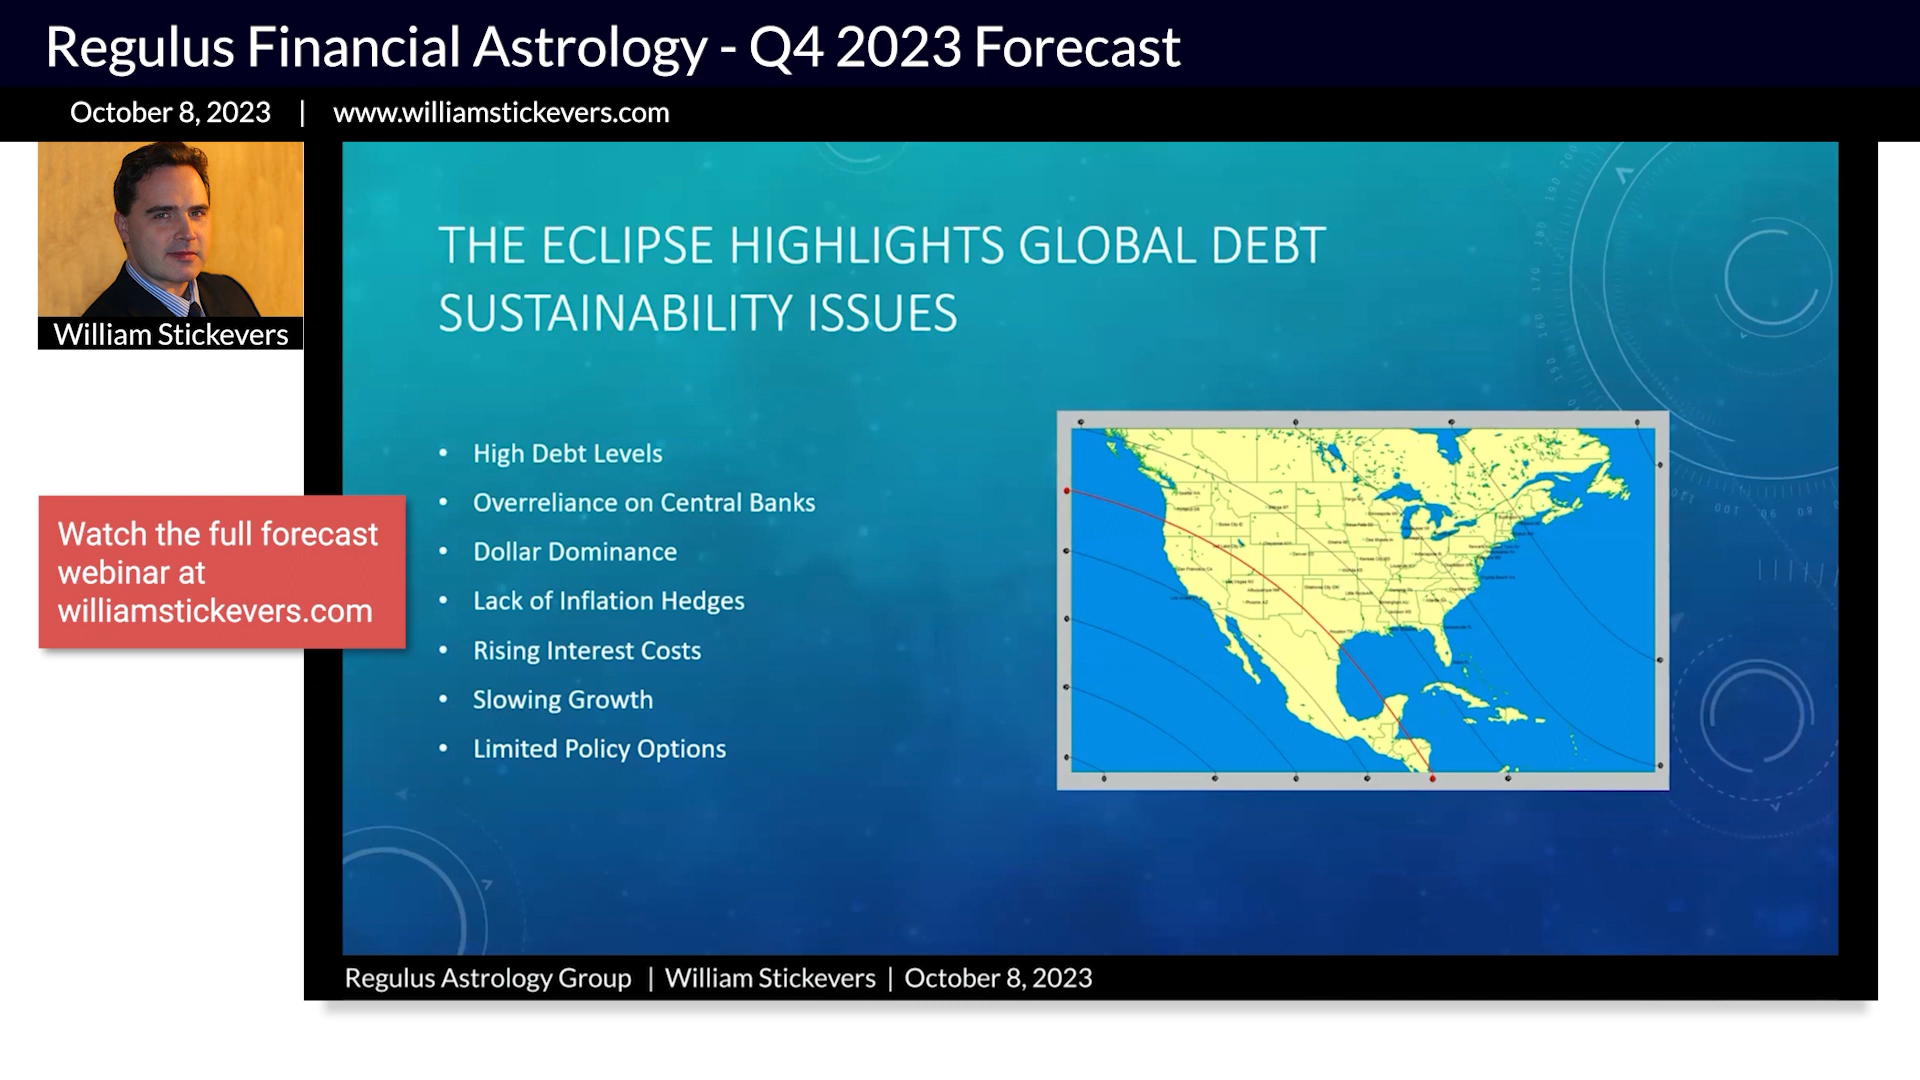 Regulus Financial Astrology - Q4 2023 Forecast
October 8, 2023 | www.williamstickevers.com
William Stickevers
THE ECLIPSE HIGHLIGHTS GLOBAL DEBT
SUSTAINABILITY ISSUES
• High Debt Levels
• Overreliance on Central Banks
• Dollar Dominance
• Lack of Inflation Hedges
• Rising Interest Costs
• Slowing Growth
• Limited Policy Options
Watch the full forecast
webinar at
williamstickevers.com
Regulus Astrology Group | William Stickevers | October 8, 2023